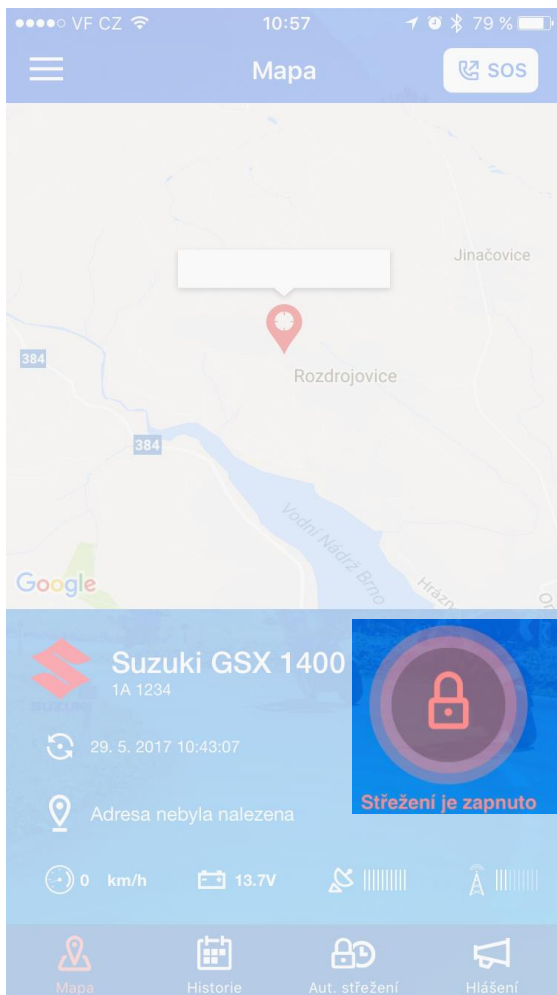 VF CZ 10:57 79 %
Mapa SOS
Jinačovice
384
Rozdrojovice
384
Vodní Nádrž Brno
Hrázn
Google
Suzuki GSX 1400
1A 1234
SUZUKI
29. 5. 2017 10:43:07
Střežení je zapnuto
Adresa nebyla nalezena
0 km/h 13.7V
Mapa Historie Aut. střežení Hlášení